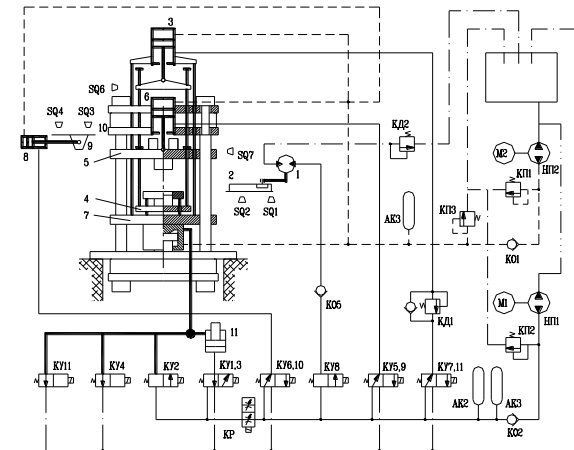 3
SQ6
SQ4 SQ3
10
6
8
9
5
SQ7
КД2
2
1
SQ2 SQ1
4
7
М2
НП2
КП1
АК3
КП3
КО1
КО5
М1
НП1
КД1
КП2
11
КУ11 КУ4 КУ2 КУ1,3 КУ6,10 КУ8 КУ5,9 КУ7,11
КР
АК2 АК3
КО2